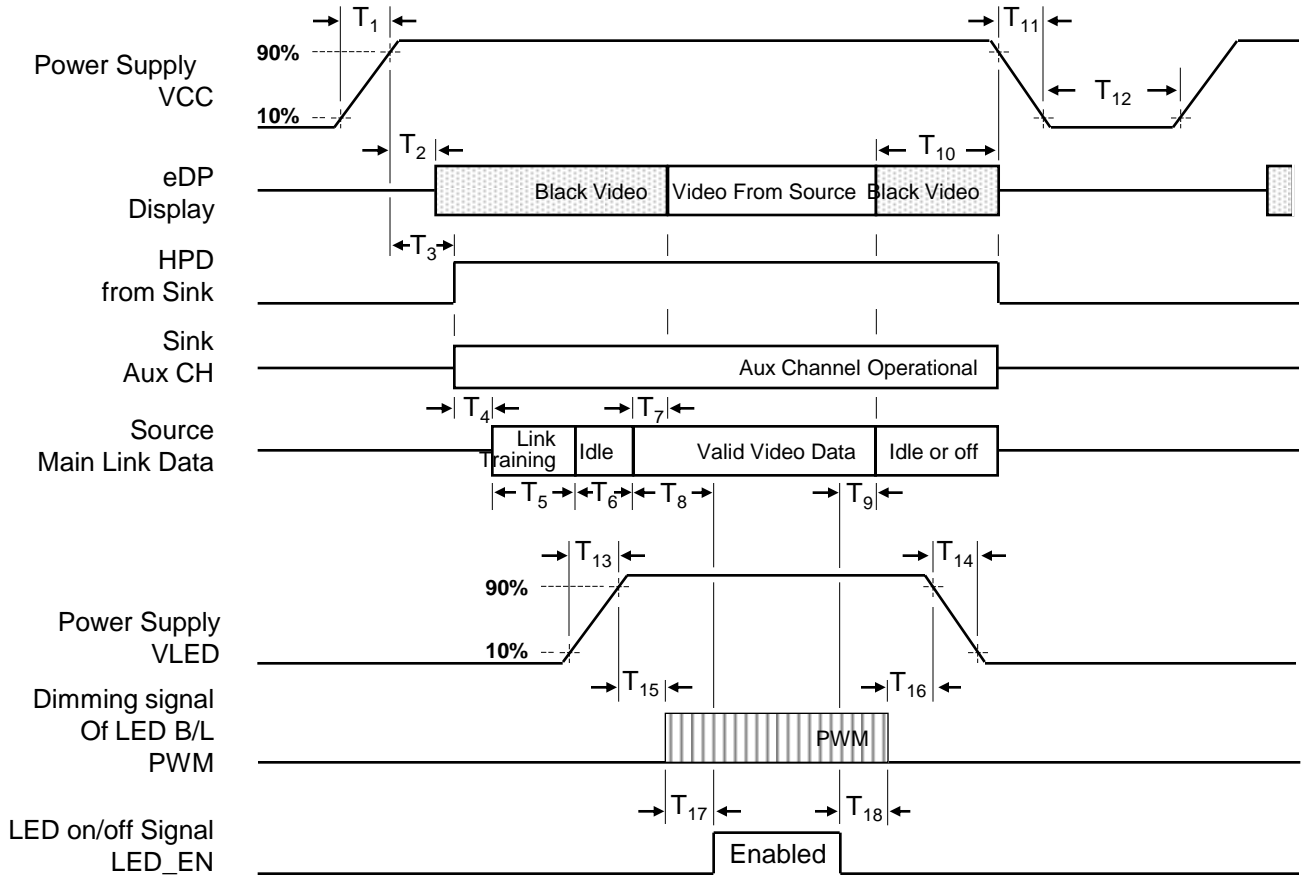 T1
T11
90%
Power Supply
VCC
T12
10%
T2
T10
eDP
Display
Black Video
Video From Source
Black Video
T3
HPD
from Sink
Sink
Aux CH
Aux Channel Operational
T4
T7
Source
Main Link Data
Link
Training
Idle
Valid Video Data
Idle or off
T5
T6
T8
T9
T13
T14
90%
Power Supply
VLED
10%
T15
T16
Dimming signal
Of LED B/L
PWM
PWM
T17
T18
LED on/off Signal
LED_EN
Enabled